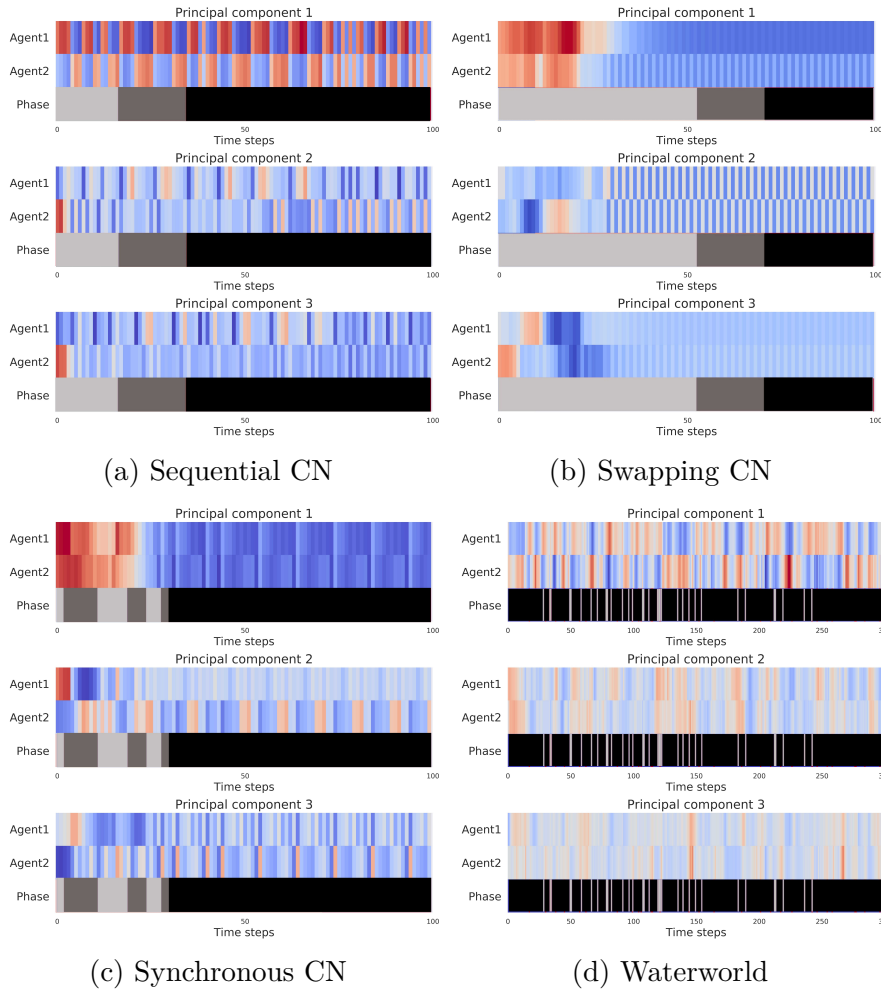 Principal component 1
Agent1
Agent2
Phase
0 50 100
Time steps
Principal component 2
Agent1
Agent2
Phase
0 50 100
Time steps
Principal component 3
Agent1
Agent2
Phase
0 50 100
Time steps
(a) Sequential CN
Principal component 1
Agent1
Agent2
Phase
0 50 100
Time steps
Principal component 2
Agent1
Agent2
Phase
0 50 100
Time steps
Principal component 3
Agent1
Agent2
Phase
0 50 100
Time steps
(b) Swapping CN
Principal component 1
Agent1
Agent2
Phase
0 50 100
Time steps
Principal component 2
Agent1
Agent2
Phase
0 50 100
Time steps
Principal component 3
Agent1
Agent2
Phase
0 50 100
Time steps
(c) Synchronous CN
Principal component 1
Agent1
Agent2
Phase
0 50 100 150 200 250
Time steps
Principal component 2
Agent1
Agent2
Phase
0 50 100 150 200 250
Time steps
Principal component 3
Agent1
Agent2
Phase
0 50 100 150 200 250
Time steps
(d) Waterworld